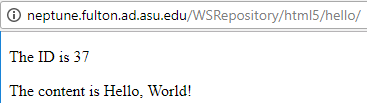 neptune.fulton.ad.asu.edu/WSRepository/html5/hello/
The ID is 37
The content is Hello, World!